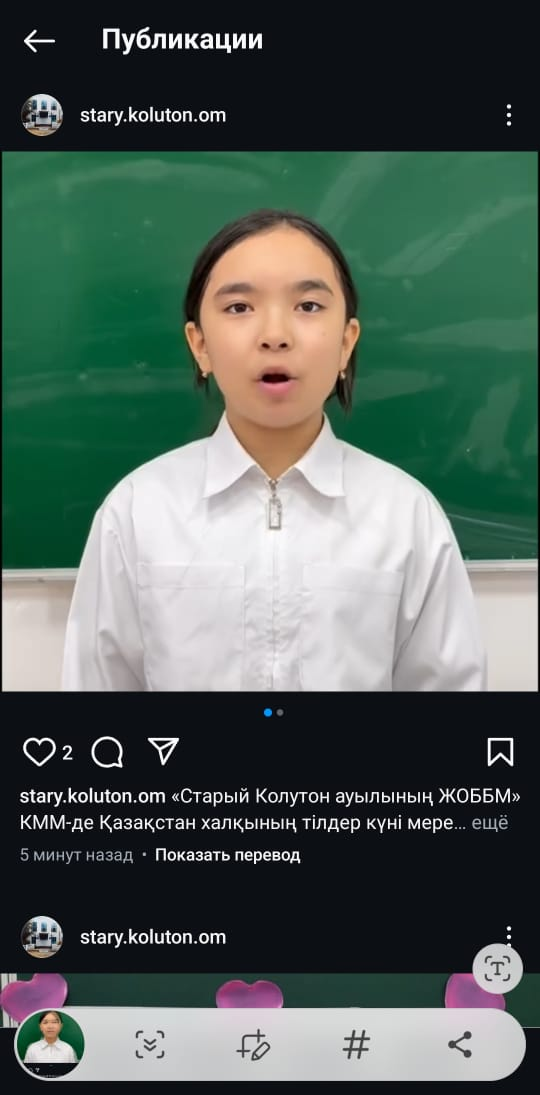 Публикации
stary.koluton.om
2
stary.koluton.om «Старый Колутон ауылының ЖОББМ»
КММ-де Қазақстан халқының тілдер күні мере... ещё
5 минут назад • Показать перевод
stary.koluton.om